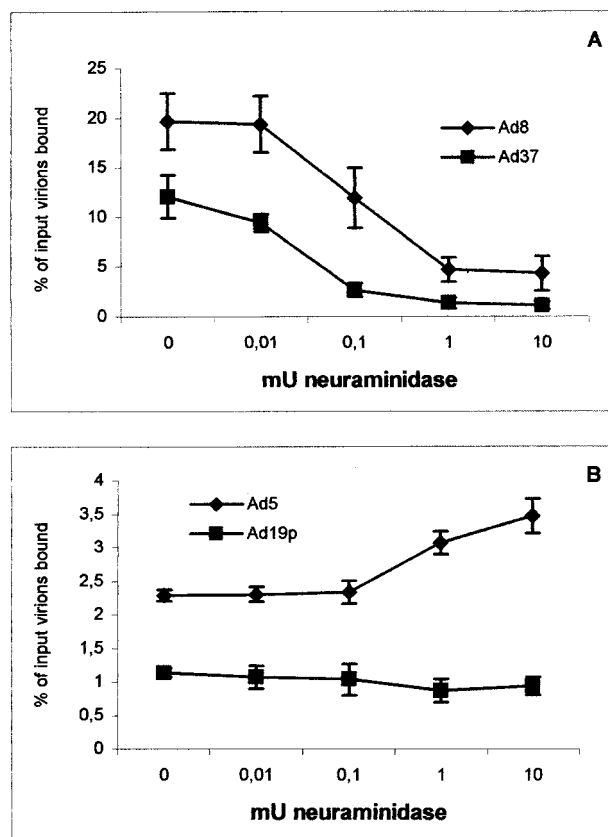 A
25
20
15
10
5
0
% of input virions bound
Ad8
Ad37
0 0,01 0,1 1 10
mU neuraminidase
B
4
3,5
3
2,5
2
1,5
1
0,5
0
% of input virions bound
Ad5
Ad19p
0 0,01 0,1 1 10
mU neuraminidase